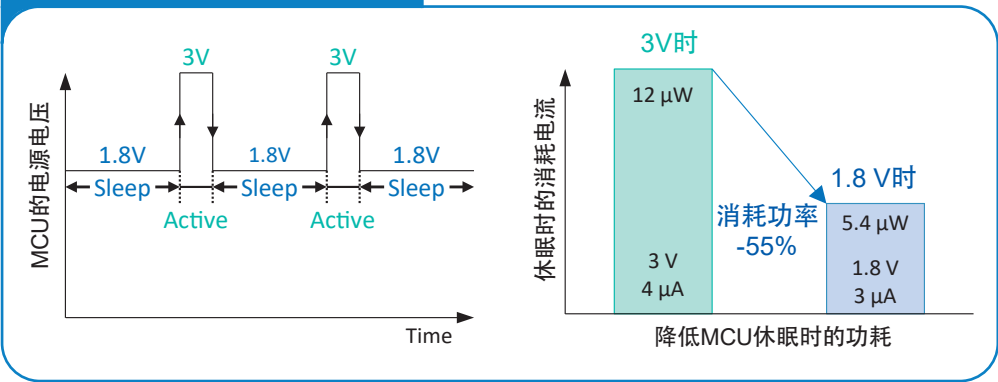 MCU的电源电压
3V
3V
1.8V
1.8V
1.8V
Sleep
Sleep
Sleep
Active
Active
Time
休眠时的消耗电流
3V时
12 µW
3 V
4 µA
消耗功率
-55%
1.8 V时
5.4 µW
1.8 V
3 µA
降低MCU休眠时的功耗